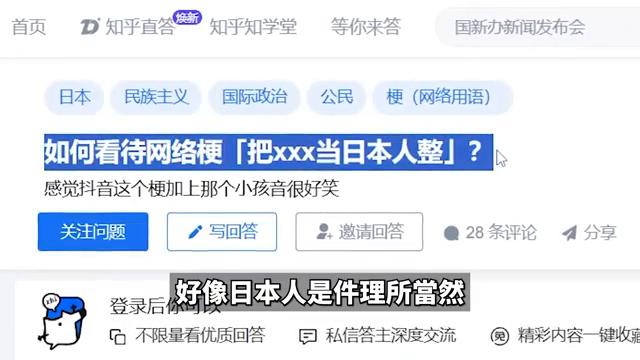 首页 知乎直答 焕新 知乎知学堂 等你来答 国新办新闻发布会
日本 民族主义 国际政治 公民 梗（网络用语）
如何看待网络梗「把xxx当日本人整」？
感觉抖音这个梗加上那个小孩音很好笑
关注问题 写回答 邀请回答 28 条评论 分享
好像日本人是件理所當然
登录后你可以
不限量看优质回答 私信答主深度交流 精彩内容一键收藏